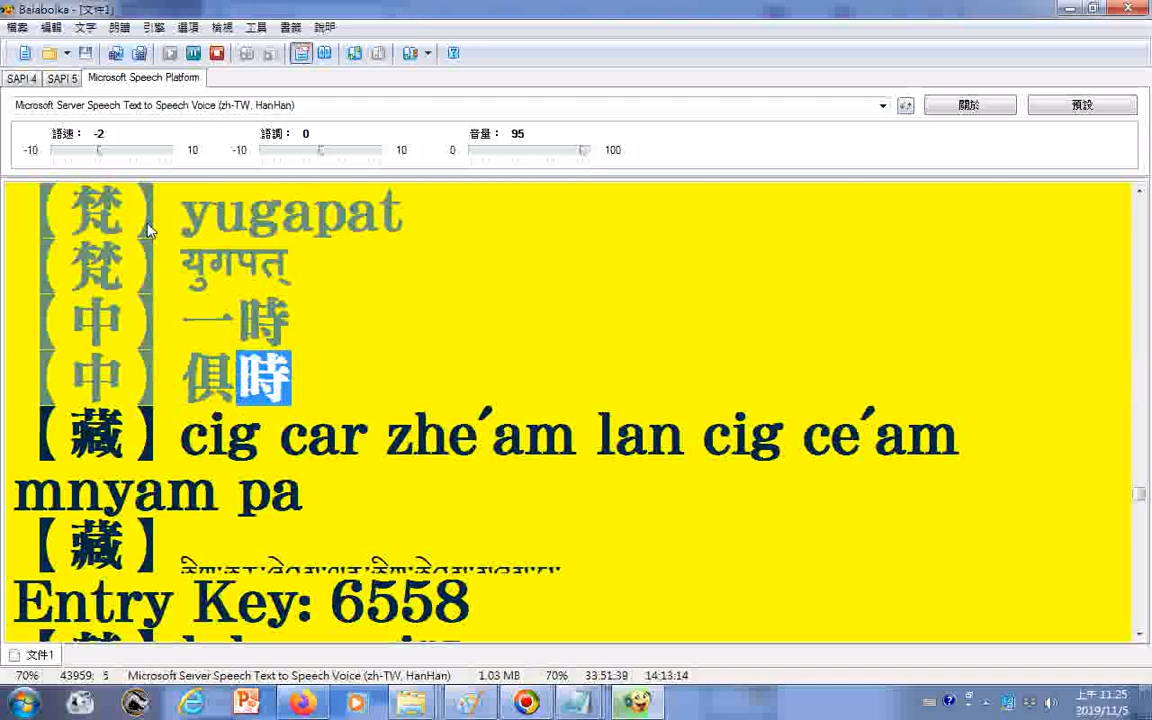 Balabolka - [文件1]
檔案 編輯 文字 朗讀 引擎 選項 檢視 工具 書籤 說明
SAPI 4 SAPI 5 Microsoft Speech Platform
Microsoft Server Speech Text to Speech Voice (zh-TW, HanHan) 關於 預設
語速： -2 語調： 0 音量： 95
-10 10 -10 10 0 100
【梵】 yugapat
【梵】 युगपत्
【中】 一時
【中】 俱時
【藏】 cig car zhe´am lan cig ce´am
mnyam pa
【藏】
Entry Key: 6558
文件1
70% 43959: 5 Microsoft Server Speech Text to Speech Voice (zh-TW, HanHan) 1.03 MB 70% 33:51:39 14:13:14
上午 11:25
2019/11/5